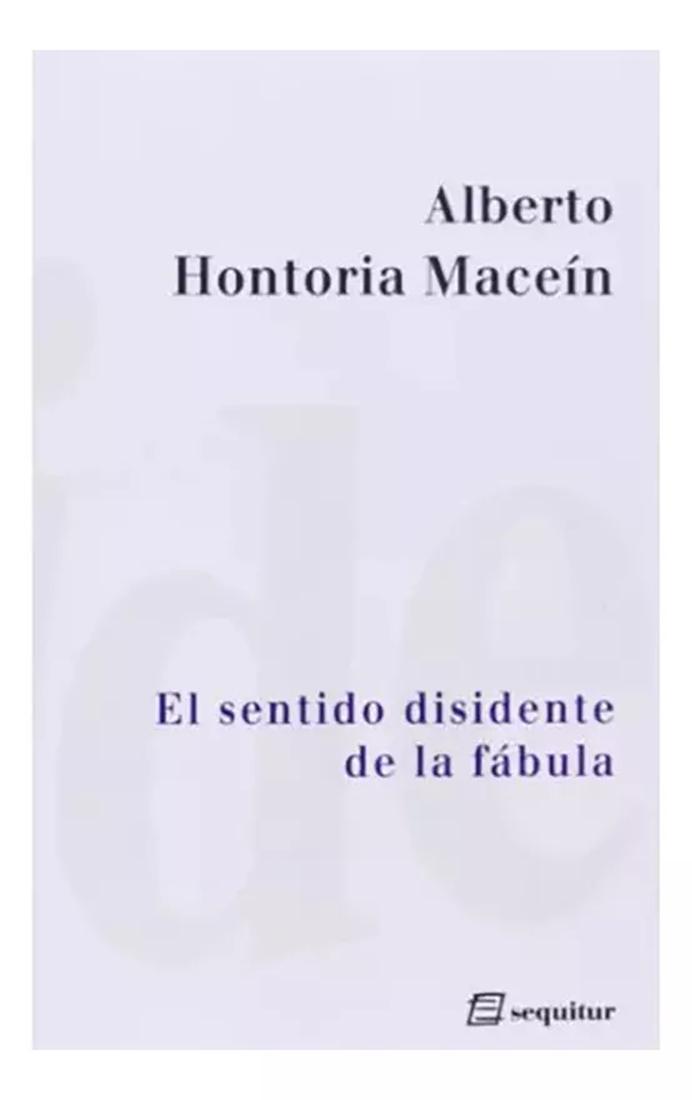 Alberto
Hontoria Maceín
El sentido disidente
de la fábula
sequitur